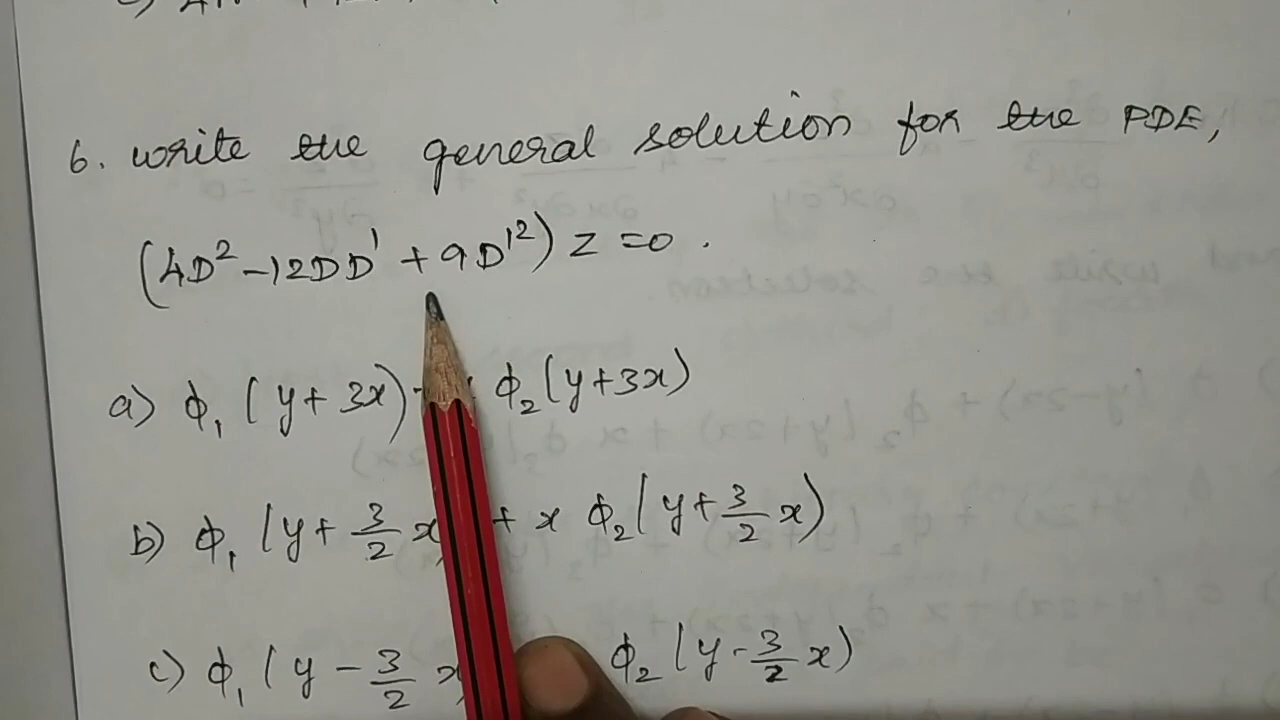 6. write the general solution for the PDE,
(4D² - 12DD' + 9D'²) z = 0 .
a) ϕ₁ (y + 3x) ϕ₂ (y + 3x)
b) ϕ₁ (y + 3/2 x + x ϕ₂ (y + 3/2 x)
c) ϕ₁ (y - 3/2 x ϕ₂ (y - 3/2 x)